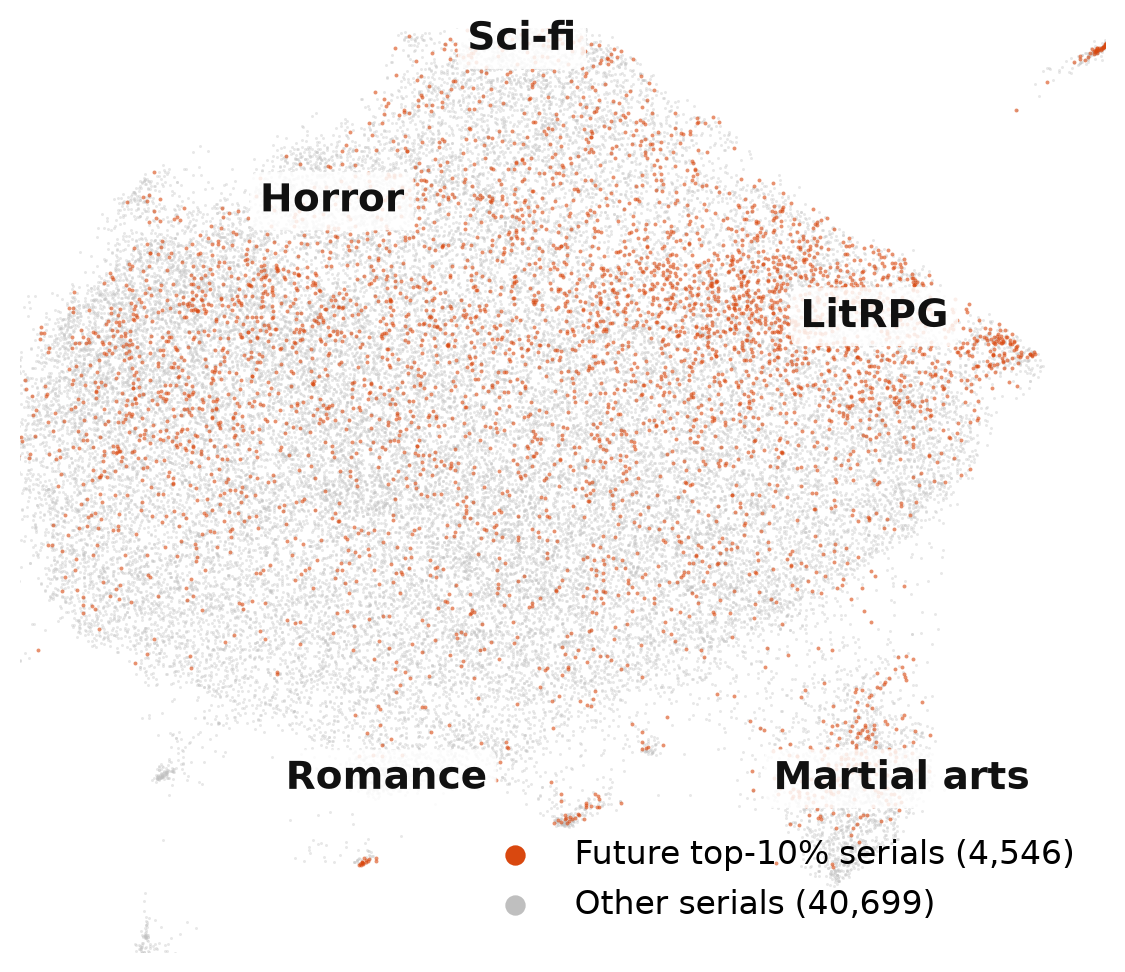 Sci-fi
Horror
LitRPG
Romance
Martial arts
Future top-10% serials (4,546)
Other serials (40,699)